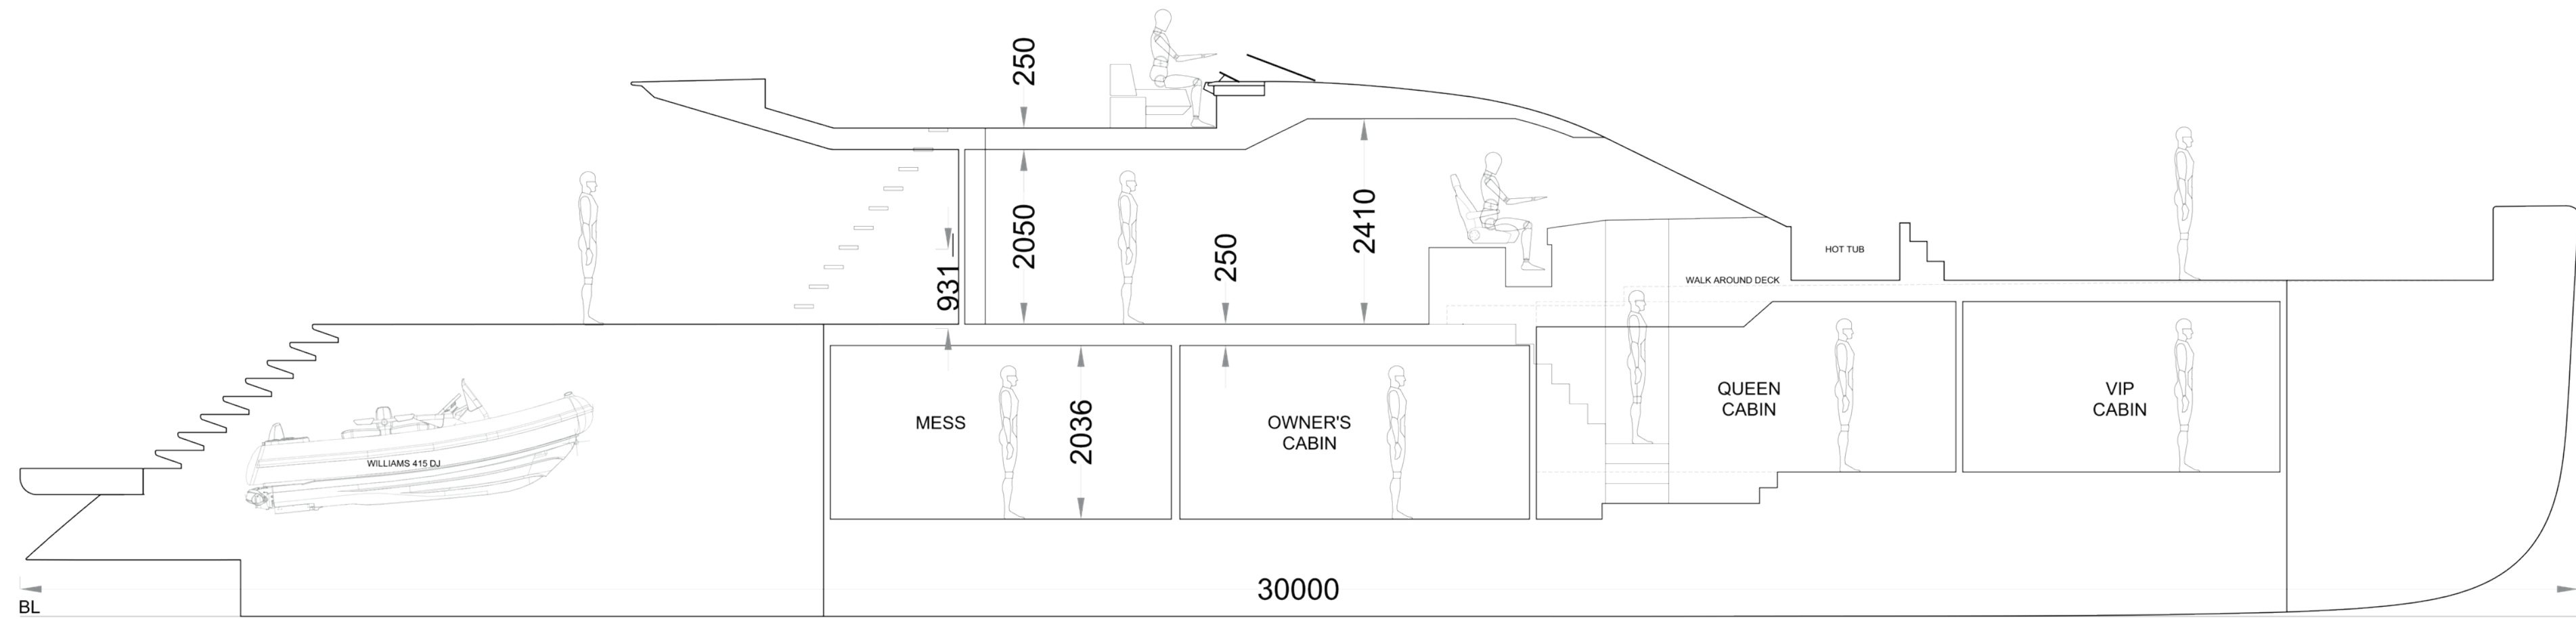 250
HOT TUB
2050
2410
250
931
WALK AROUND DECK
MESS
2036
OWNER'S
CABIN
QUEEN
CABIN
VIP
CABIN
WILLIAMS 415 DJ
30000
BL